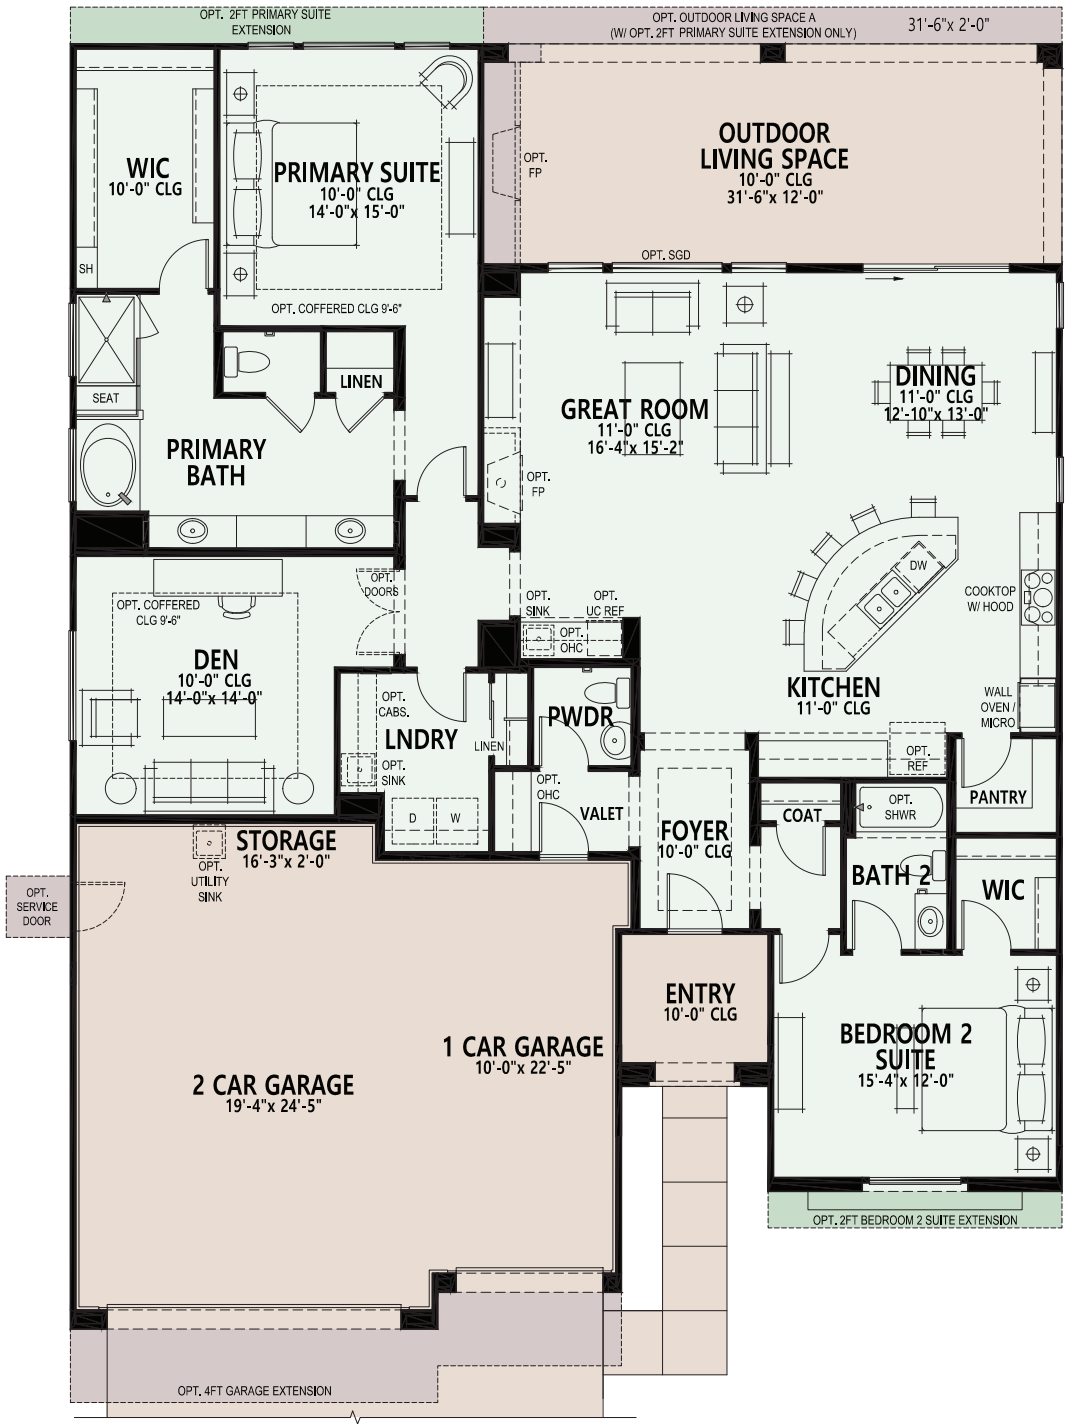 OPT. 2FT PRIMARY SUITE
EXTENSION
OPT. OUTDOOR LIVING SPACE A
(W/ OPT. 2FT PRIMARY SUITE EXTENSION ONLY)
31'-6"x 2'-0"
WIC
10'-0" CLG
PRIMARY SUITE
10'-0" CLG
14'-0"x 15'-0"
OPT.
FP
OUTDOOR
LIVING SPACE
10'-0" CLG
31'-6"x 12'-0"
OPT. SGD
SH
OPT. COFFERED CLG 9'-6"
SEAT
LINEN
PRIMARY
BATH
GREAT ROOM
11'-0" CLG
16'-4"x 15'-2"
DINING
11'-0" CLG
12'-10"x 13'-0"
OPT.
FP
DW
COOKTOP
W/ HOOD
OPT.
DOORS
OPT. COFFERED
CLG 9'-6"
OPT.
SINK
OPT.
UC REF
OPT.
OHC
DEN
10'-0" CLG
14'-0"x 14'-0"
KITCHEN
11'-0" CLG
WALL
OVEN /
MICRO
OPT.
CABS.
LNDRY
LINEN
PWDR
OPT.
SINK
OPT.
REF
OPT.
OHC
D
W
VALET
FOYER
10'-0" CLG
COAT
OPT.
SHWR
PANTRY
STORAGE
16'-3"x 2'-0"
OPT.
UTILITY
SINK
OPT.
SERVICE
DOOR
BATH 2
WIC
ENTRY
10'-0" CLG
BEDROOM 2
SUITE
15'-4"x 12'-0"
1 CAR GARAGE
10'-0"x 22'-5"
2 CAR GARAGE
19'-4"x 24'-5"
OPT. 2FT BEDROOM 2 SUITE EXTENSION
OPT. 4FT GARAGE EXTENSION